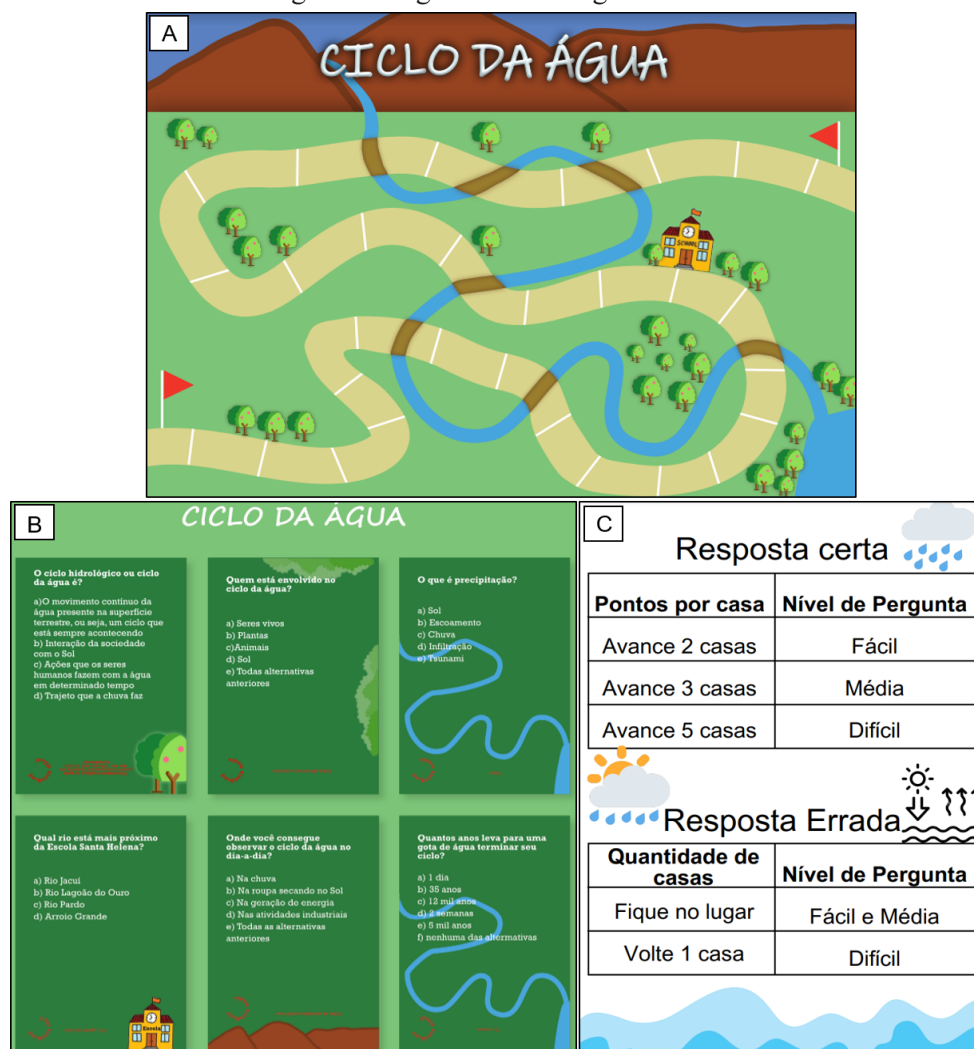 A
CICLO DA ÁGUA
SCHOOL
B
CICLO DA ÁGUA
O ciclo hidrológico ou ciclo
da água é?
a)O movimento contínuo da
água presente na superfície
terrestre, ou seja, um ciclo que
está sempre acontecendo
b) Interação da sociedade
com o Sol
c) Ações que os seres
humanos fazem com a água
em determinado tempo
d) Trajeto que a chuva faz
Quem está envolvido no
ciclo da água?
a) Seres vivos
b) Plantas
c)Animais
d) Sol
e) Todas alternativas
anteriores
O que é precipitação?
a) Sol
b) Escoamento
c) Chuva
d) Infiltração
e) Tsunami
Qual rio está mais próximo
da Escola Santa Helena?
a) Rio Jacuí
b) Rio Lagoão do Ouro
c) Rio Pardo
d) Arroio Grande
Escola
Onde você consegue
observar o ciclo da água no
dia-a-dia?
a) Na chuva
b) Na roupa secando no Sol
c) Na geração de energia
d) Nas atividades industriais
e) Todas as alternativas
anteriores
Quantos anos leva para uma
gota de água terminar seu
ciclo?
a) 1 dia
b) 35 anos
c) 12 mil anos
d) 2 semanas
e) 5 mil anos
f) nenhuma das alternativas
C
Resposta certa
Pontos por casa Nível de Pergunta
Avance 2 casas Fácil
Avance 3 casas Média
Avance 5 casas Difícil
Resposta Errada
Quantidade de
casas Nível de Pergunta
Fique no lugar Fácil e Média
Volte 1 casa Difícil